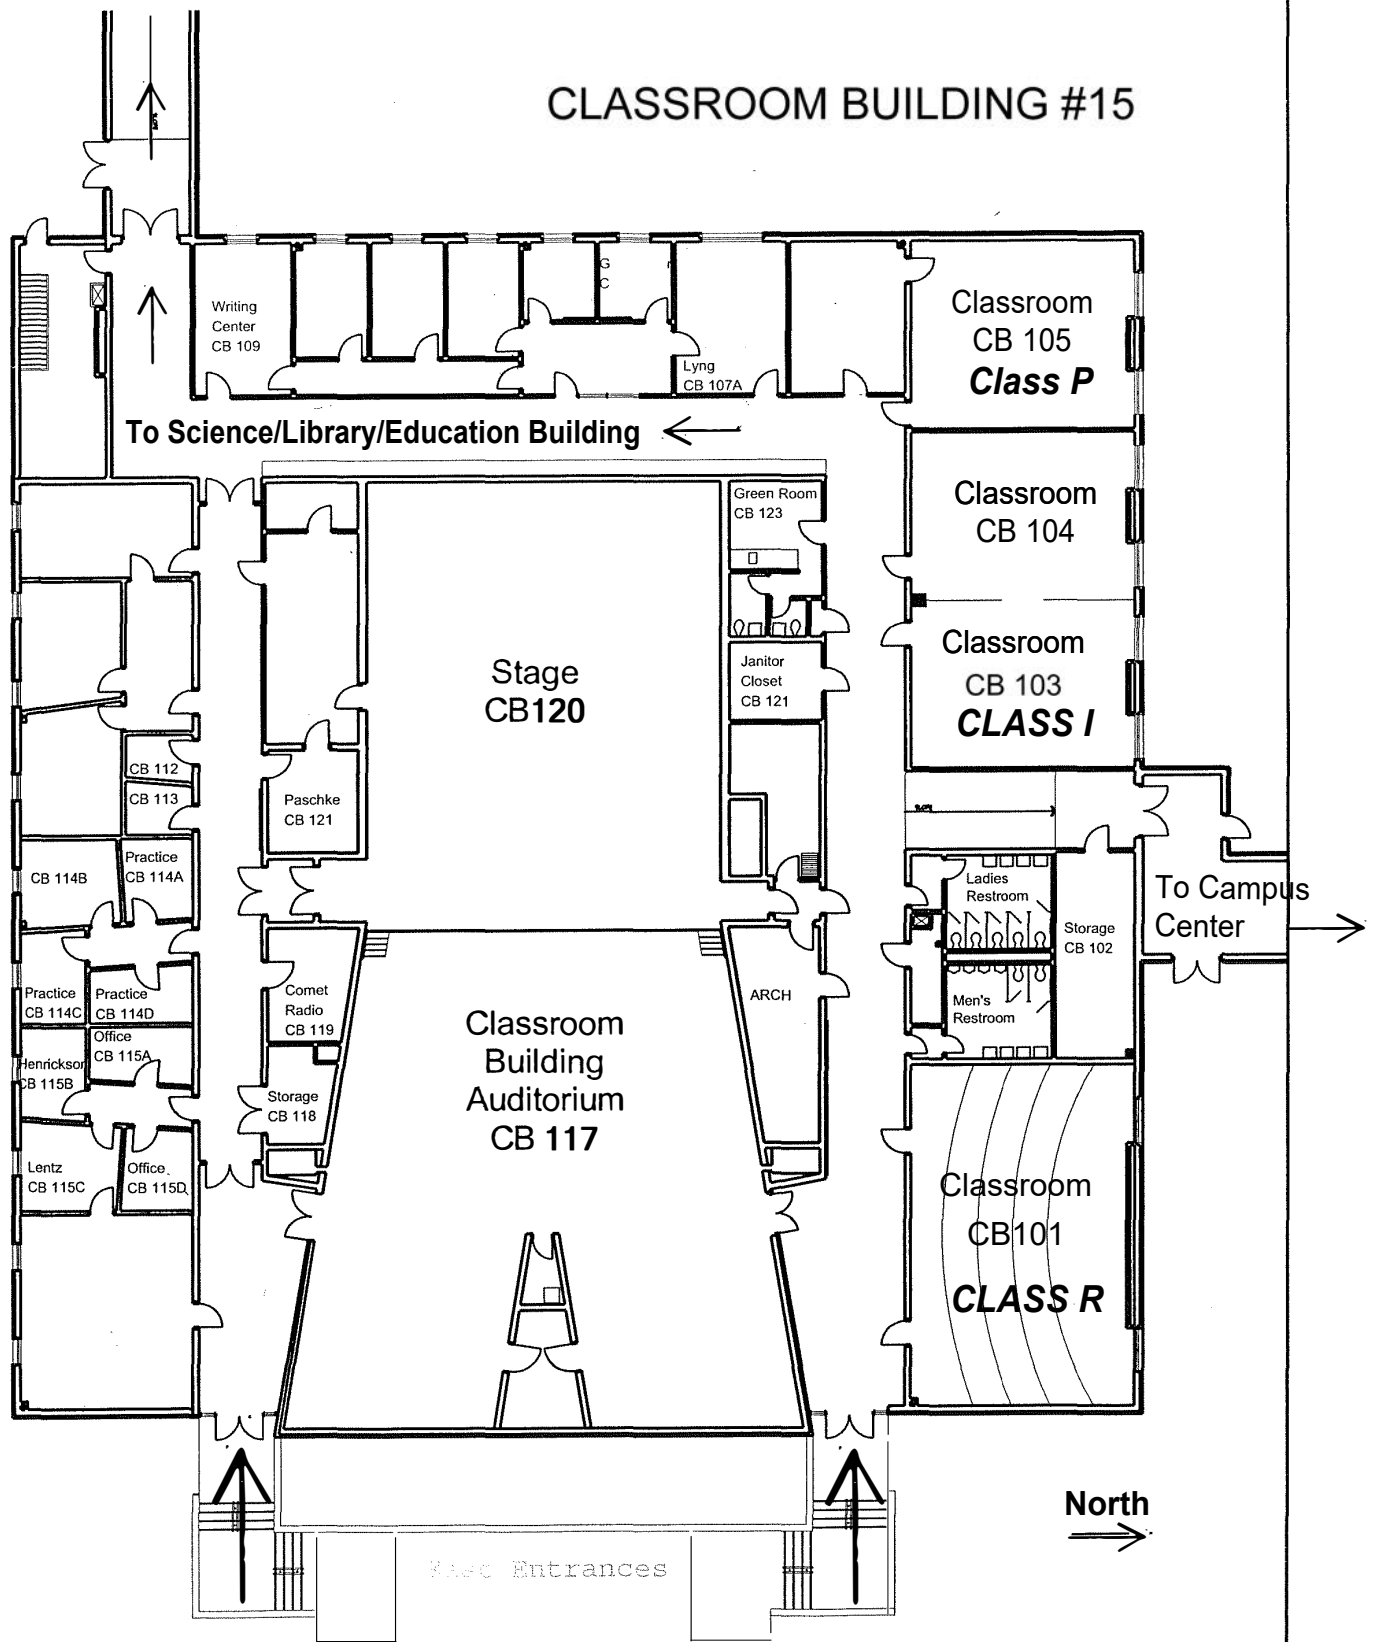 CLASSROOM BUILDING #15
Writing
Center
CB 109
G
C
Lyng
CB 107A
Classroom
CB 105
Class P
To Science/Library/Education Building
Green Room
CB 123
Classroom
CB 104
Stage
CB120
Janitor
Closet
CB 121
Classroom
CB 103
CLASS I
CB 112
CB 113
Paschke
CB 121
Practice
CB 114A
CB 114B
Ladies
Restroom
Storage
CB 102
To Campus
Center
Practice
CB 114C
Practice
CB 114D
Comet
Radio
CB 119
ARCH
Men's
Restroom
Classroom
Building
Auditorium
CB 117
Office
CB 115A
Henrickson
CB 115B
Storage
CB 118
Lentz
CB 115C
Office
CB 115D
Classroom
CB101
CLASS R
North
Entrances